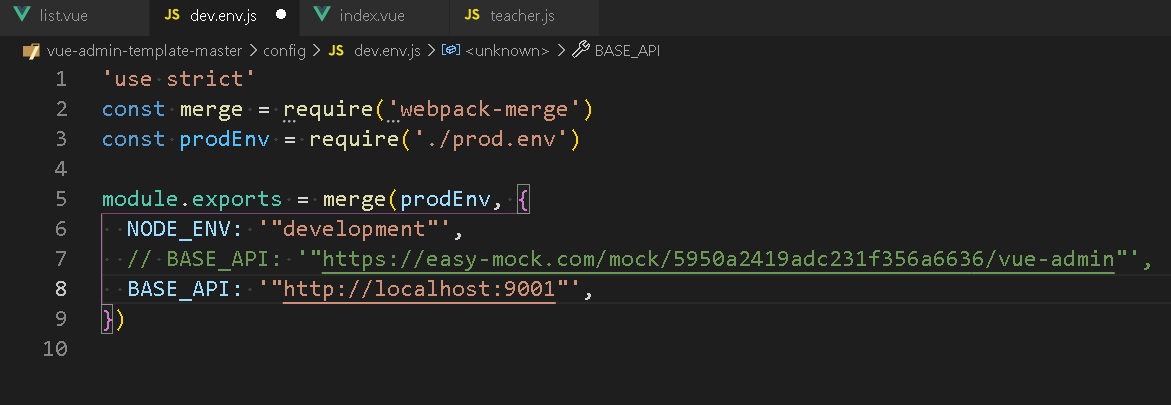 list.vue JS dev.env.js index.vue JS teacher.js
vue-admin-template-master > config > JS dev.env.js > <unknown> > BASE_API
1 'use strict'
2 const merge = require('webpack-merge')
3 const prodEnv = require('./prod.env')
4
5 module.exports = merge(prodEnv, {
6 NODE_ENV: '"development"',
7 // BASE_API: '"https://easy-mock.com/mock/5950a2419adc231f356a6636/vue-admin"',
8 BASE_API: '"http://localhost:9001"',
9 })
10